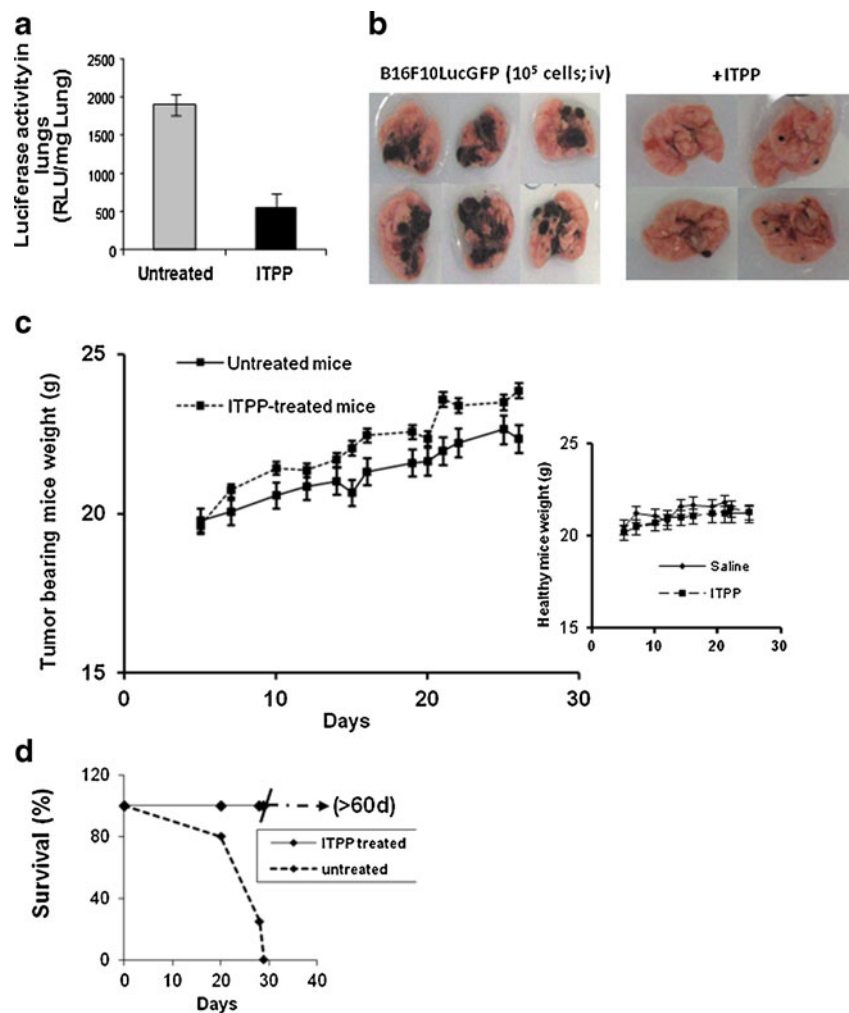 a
Luciferase activity in
lungs
(RLU/mg Lung)
2500
2000
1500
1000
500
0
Untreated
ITPP
b
B16F10LucGFP (10⁵ cells; iv)
+ITPP
c
Tumor bearing mice weight (g)
25
20
15
Untreated mice
ITPP-treated mice
0
10
20
30
Days
Healthy mice weight (g)
25
20
15
Saline
ITPP
0
10
20
30
d
Survival (%)
120
80
40
0
(>60d)
ITPP treated
untreated
0
10
20
30
40
Days